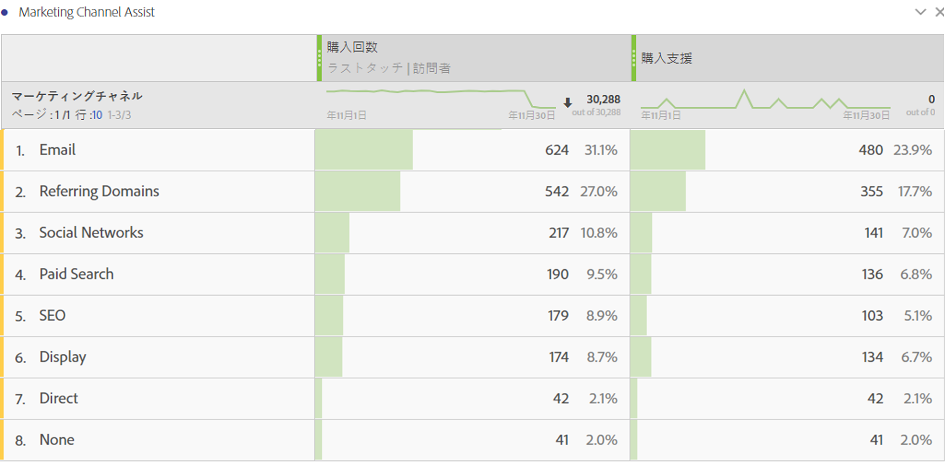 Marketing Channel Assist
購入回数
ラストタッチ | 訪問者
購入支援
マーケティングチャネル
ページ : 1 /1 行 :10 1-3/3
年11月1日
年11月30日
30,288
out of 30,288
年11月1日
年11月30日
0
out of 0
1. Email 624 31.1% 480 23.9%
2. Referring Domains 542 27.0% 355 17.7%
3. Social Networks 217 10.8% 141 7.0%
4. Paid Search 190 9.5% 136 6.8%
5. SEO 179 8.9% 103 5.1%
6. Display 174 8.7% 134 6.7%
7. Direct 42 2.1% 42 2.1%
8. None 41 2.0% 41 2.0%